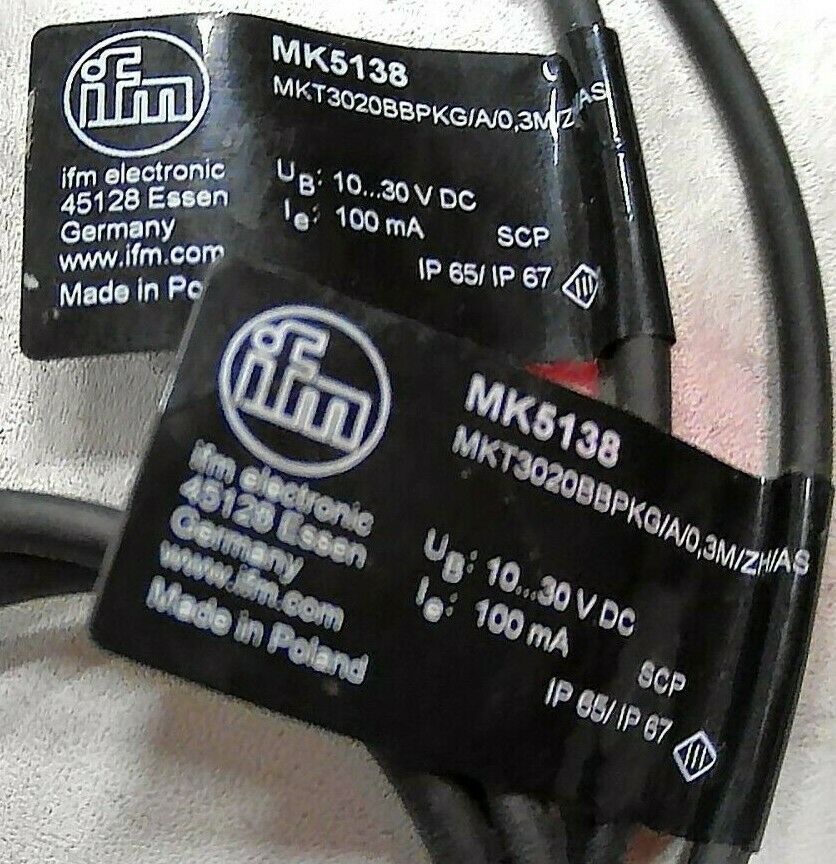 ifm
ifm electronic
45128 Essen
Germany
www.ifm.com
Made in Po
MK5138
MKT3020BBPKG/A/0,3M/Z AS
UB: 10...30 V DC
Ie: 100 mA
SCP
IP 65/ IP 67
ifm
ifm electronic
45128 Essen
Germany
www.ifm.com
Made in Poland
MK5138
MKT3020BBPKG/A/0,3M/ZH/AS
UB: 10...30 V DC
Ie: 100 mA
SCP
IP 65/ IP 67